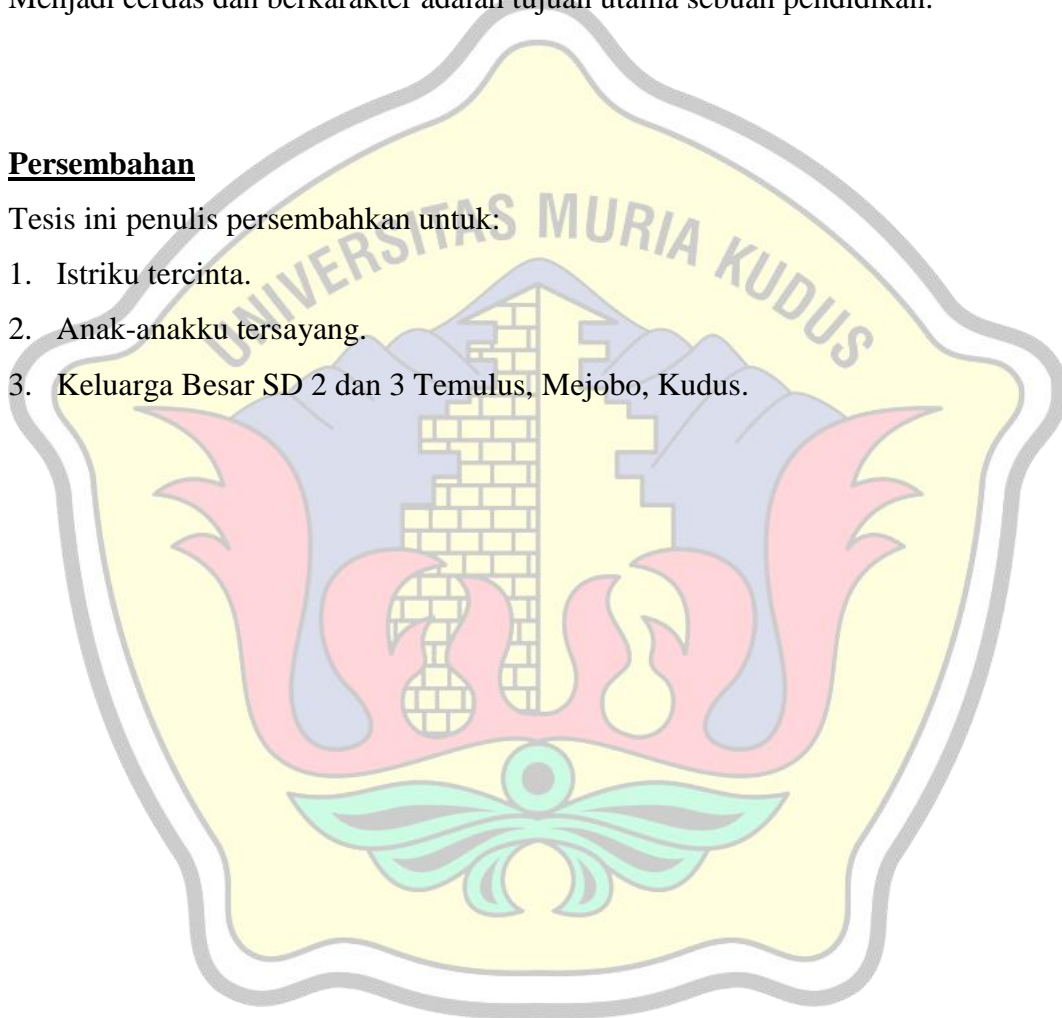 Menjadi cerdas dan berkarakter adalah tujuan utama sebuah pendidikan.
Persembahan
Tesis ini penulis persembahkan untuk:
1. Istriku tercinta.
2. Anak-anakku tersayang.
3. Keluarga Besar SD 2 dan 3 Temulus, Mejobo, Kudus.
UNIVERSITAS MURIA KUDUS